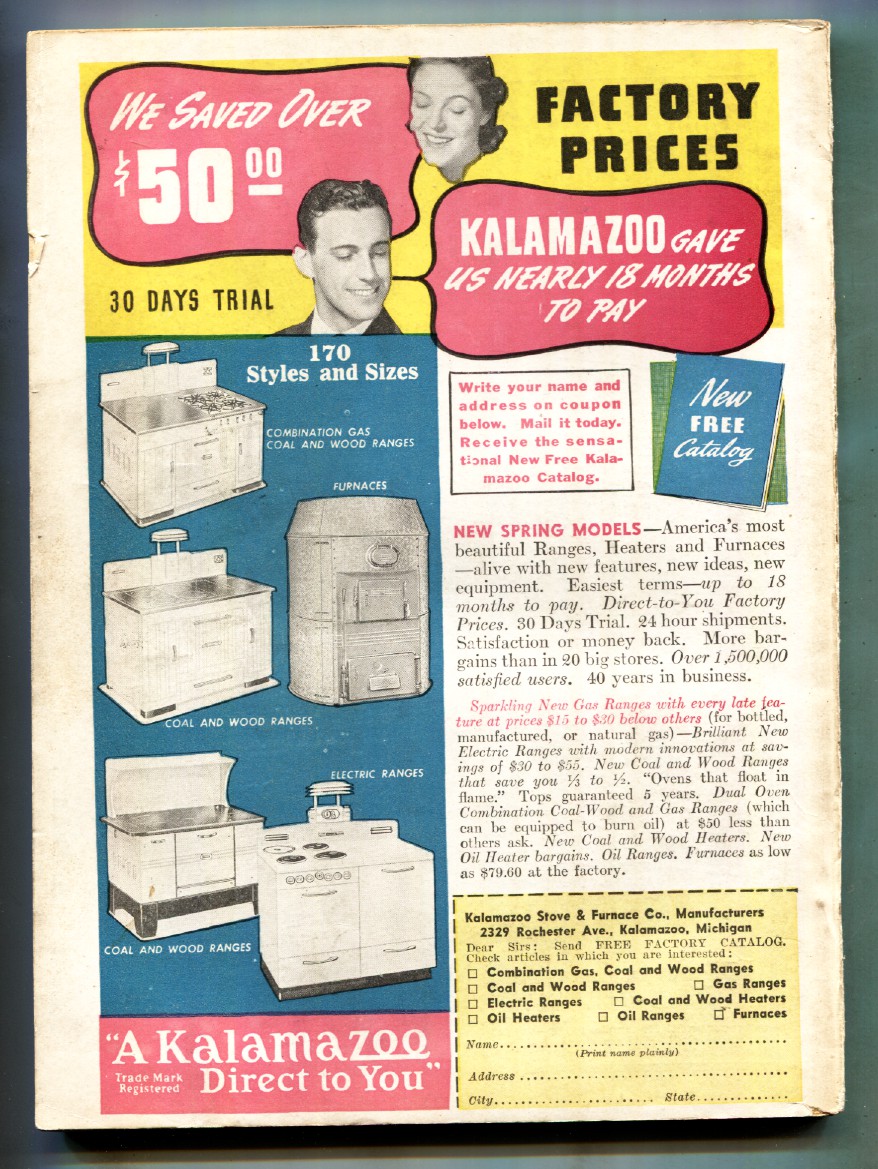 WE SAVED OVER
$50.00
FACTORY
PRICES
KALAMAZOO GAVE
US NEARLY 18 MONTHS
TO PAY
30 DAYS TRIAL
170
Styles and Sizes
COMBINATION GAS
COAL AND WOOD RANGES
FURNACES
COAL AND WOOD RANGES
ELECTRIC RANGES
COAL AND WOOD RANGES
"A Kalamazoo
Trade Mark
Registered
Direct to You"
Write your name and
address on coupon
below. Mail it today.
Receive the sensa-
tional New Free Kala-
mazoo Catalog.
New
FREE
Catalog
NEW SPRING MODELS—America's most
beautiful Ranges, Heaters and Furnaces
—alive with new features, new ideas, new
equipment. Easiest terms—up to 18
months to pay. Direct-to-You Factory
Prices. 30 Days Trial. 24 hour shipments.
Satisfaction or money back. More bar-
gains than in 20 big stores. Over 1,500,000
satisfied users. 40 years in business.
Sparkling New Gas Ranges with every late fea-
ture at prices $15 to $30 below others (for bottled,
manufactured, or natural gas)—Brilliant New
Electric Ranges with modern innovations at sav-
ings of $30 to $55. New Coal and Wood Ranges
that save you 1/3 to 1/2. "Ovens that float in
flame." Tops guaranteed 5 years. Dual Oven
Combination Coal-Wood and Gas Ranges (which
can be equipped to burn oil) at $50 less than
others ask. New Coal and Wood Heaters. New
Oil Heater bargains. Oil Ranges. Furnaces as low
as $79.60 at the factory.
Kalamazoo Stove & Furnace Co., Manufacturers
2329 Rochester Ave., Kalamazoo, Michigan
Dear Sirs: Send FREE FACTORY CATALOG.
Check articles in which you are interested:
☐ Combination Gas, Coal and Wood Ranges
☐ Coal and Wood Ranges ☐ Gas Ranges
☐ Electric Ranges ☐ Coal and Wood Heaters
☐ Oil Heaters ☐ Oil Ranges ☐ Furnaces
Name
(Print name plainly)
Address
City State